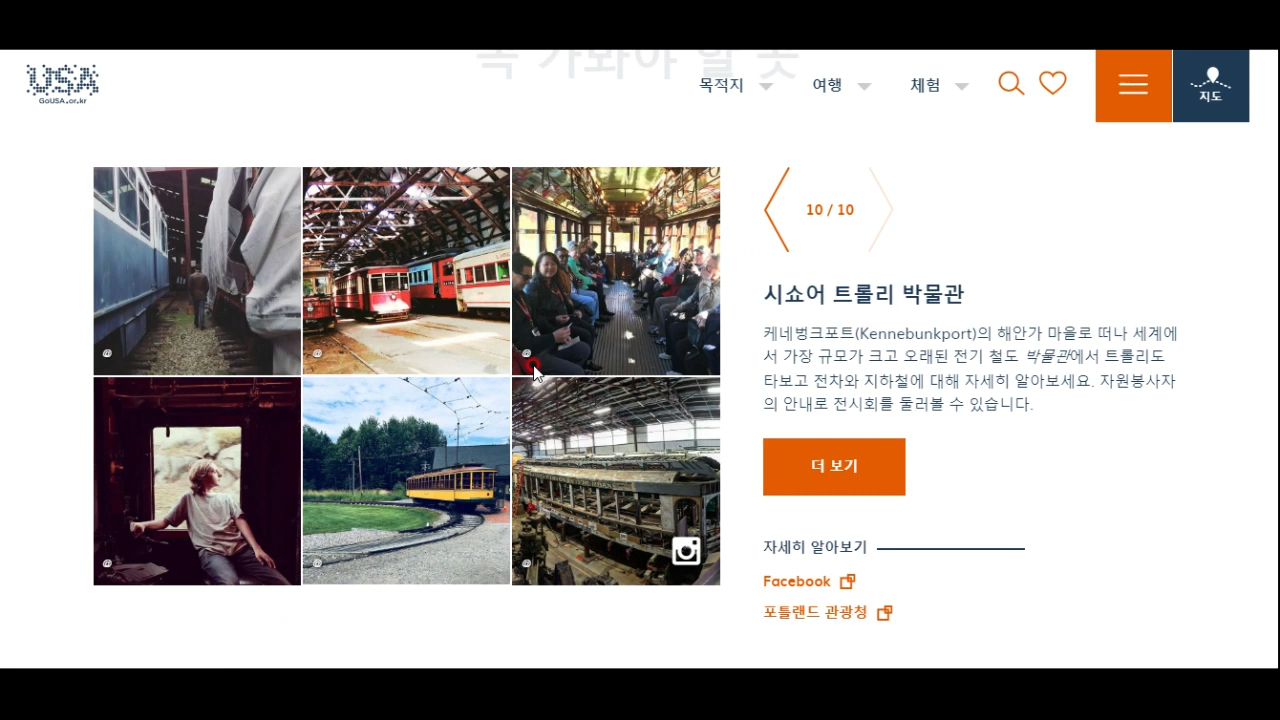 꼭 가봐야 할 곳
USA
GoUSA.or.kr
목적지
여행
체험
지도
10 / 10
시쇼어 트롤리 박물관
케네벙크포트(Kennebunkport)의 해안가 마을로 떠나 세계에
서 가장 규모가 크고 오래된 전기 철도 박물관에서 트롤리도
타보고 전차와 지하철에 대해 자세히 알아보세요. 자원봉사자
의 안내로 전시회를 둘러볼 수 있습니다.
더 보기
자세히 알아보기
Facebook
포틀랜드 관광청
@
@
@
@
@
@